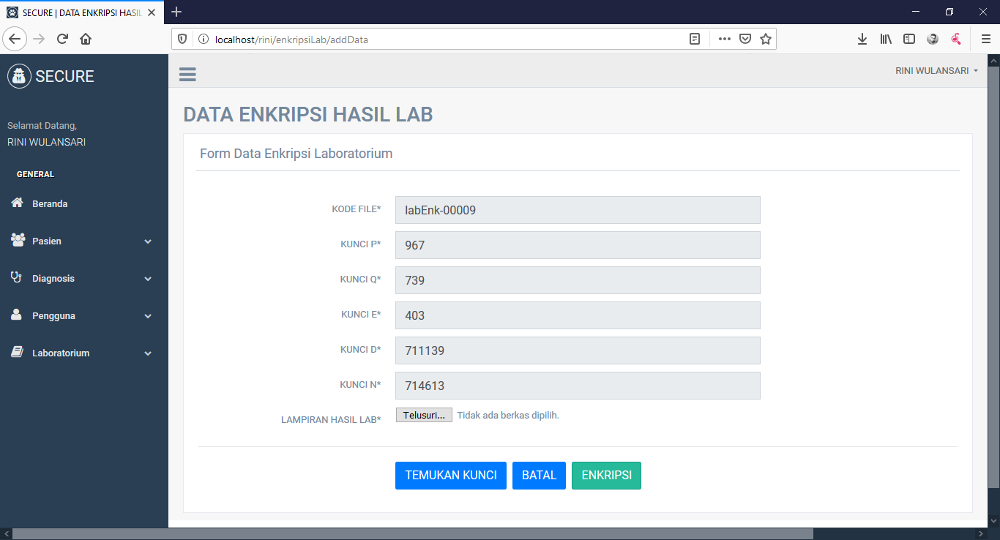 SECURE | DATA ENKRIPSI HASIL
localhost/rini/enkripsiLab/addData
SECURE
RINI WULANSARI
Selamat Datang,
RINI WULANSARI
GENERAL
Beranda
Pasien
Diagnosis
Pengguna
Laboratorium
DATA ENKRIPSI HASIL LAB
Form Data Enkripsi Laboratorium
KODE FILE* labEnk-00009
KUNCI P* 967
KUNCI Q* 739
KUNCI E* 403
KUNCI D* 711139
KUNCI N* 714613
LAMPIRAN HASIL LAB* Telusuri... Tidak ada berkas dipilih.
TEMUKAN KUNCI BATAL ENKRIPSI